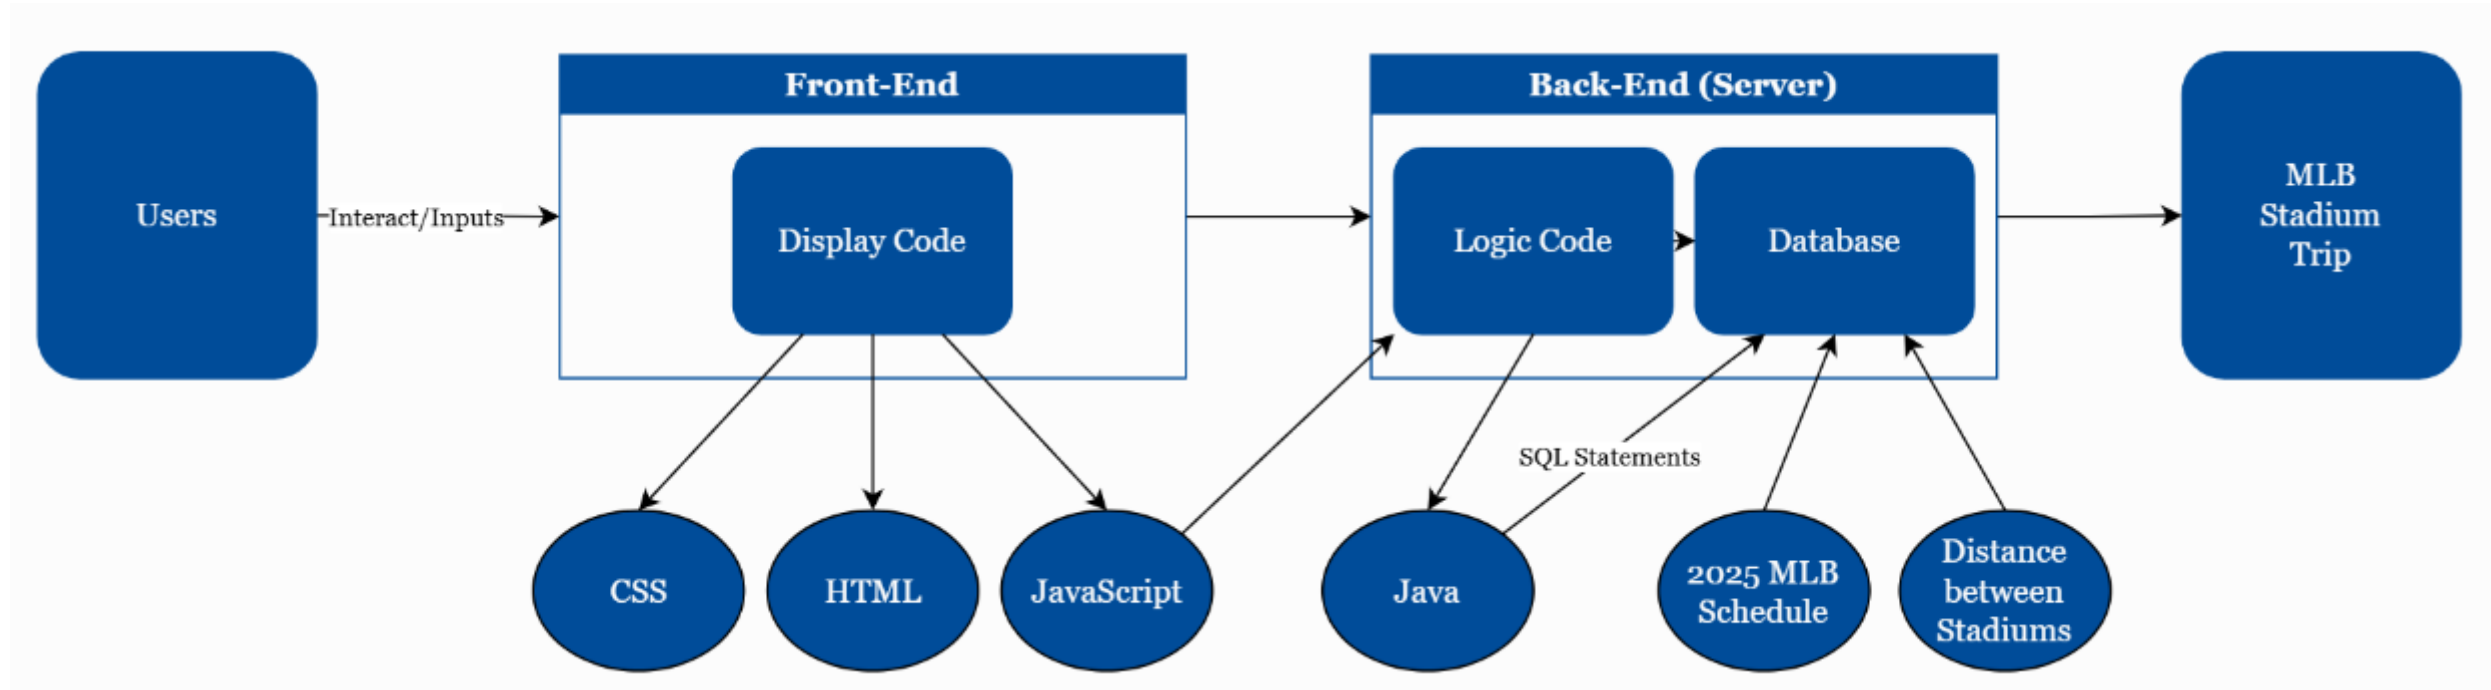 Front-End
Back-End (Server)
Users
Interact/Inputs
Display Code
Logic Code
Database
MLB
Stadium
Trip
SQL Statements
CSS
HTML
JavaScript
Java
2025 MLB
Schedule
Distance
between
Stadiums